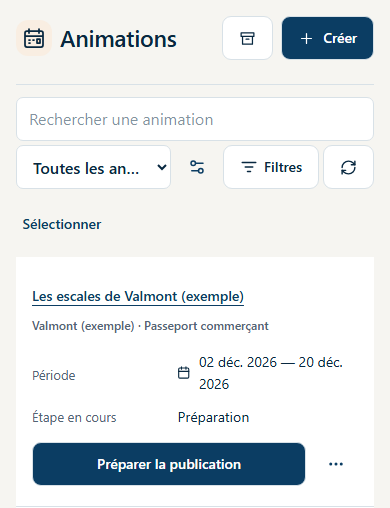 Animations
Créer
Rechercher une animation
Toutes les an...
Filtres
Sélectionner
Les escales de Valmont (exemple)
Valmont (exemple) · Passeport commerçant
Période
02 déc. 2026 — 20 déc.
2026
Étape en cours
Préparation
Préparer la publication